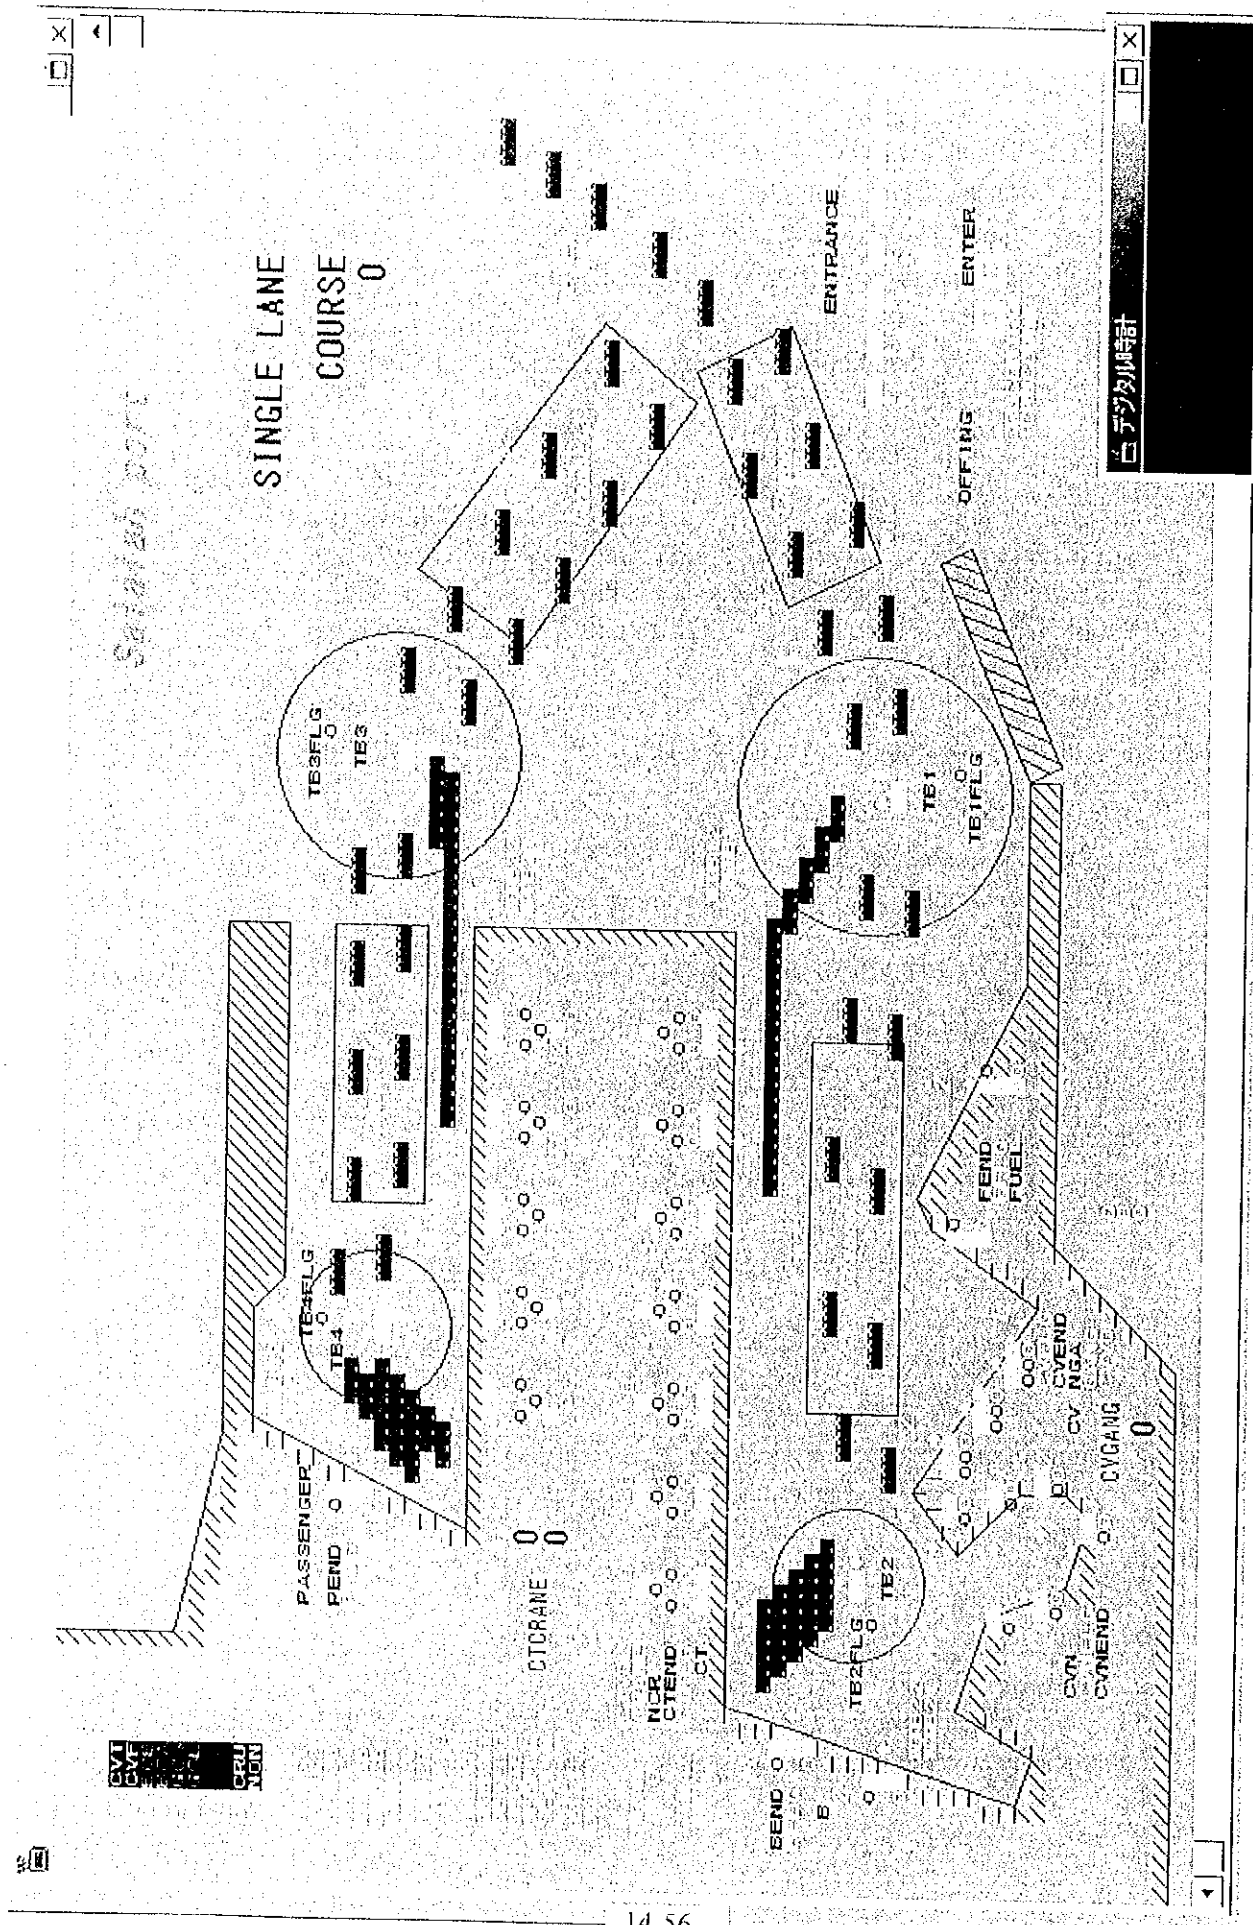 SINGLE LANE
COURSE
0
ENTRANCE
ENTER
OFFING
デジタル時計
TB3FLG
TB3
TB1
TB1FLG
TB4FLG
TB4
PASSENGER
PEND
FEND
FUEL
CTCRANE
0
0
NCR
CTEND
CT
TB2FLG
TB2
CVEND
NGA
CV
CVGANG
0
CVN
CVNEND
BEND
B
CVT
CVF
NCN
14-56